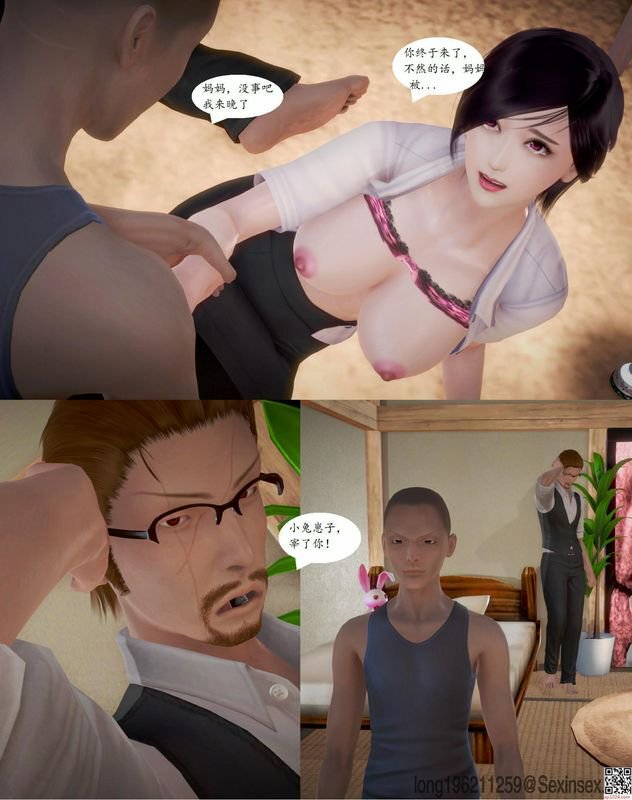 妈妈，没事吧
我来晚了
你终于来了，
不然的话，妈妈
被...
小兔崽子，
宰了你！
long196211259@Sexinsex